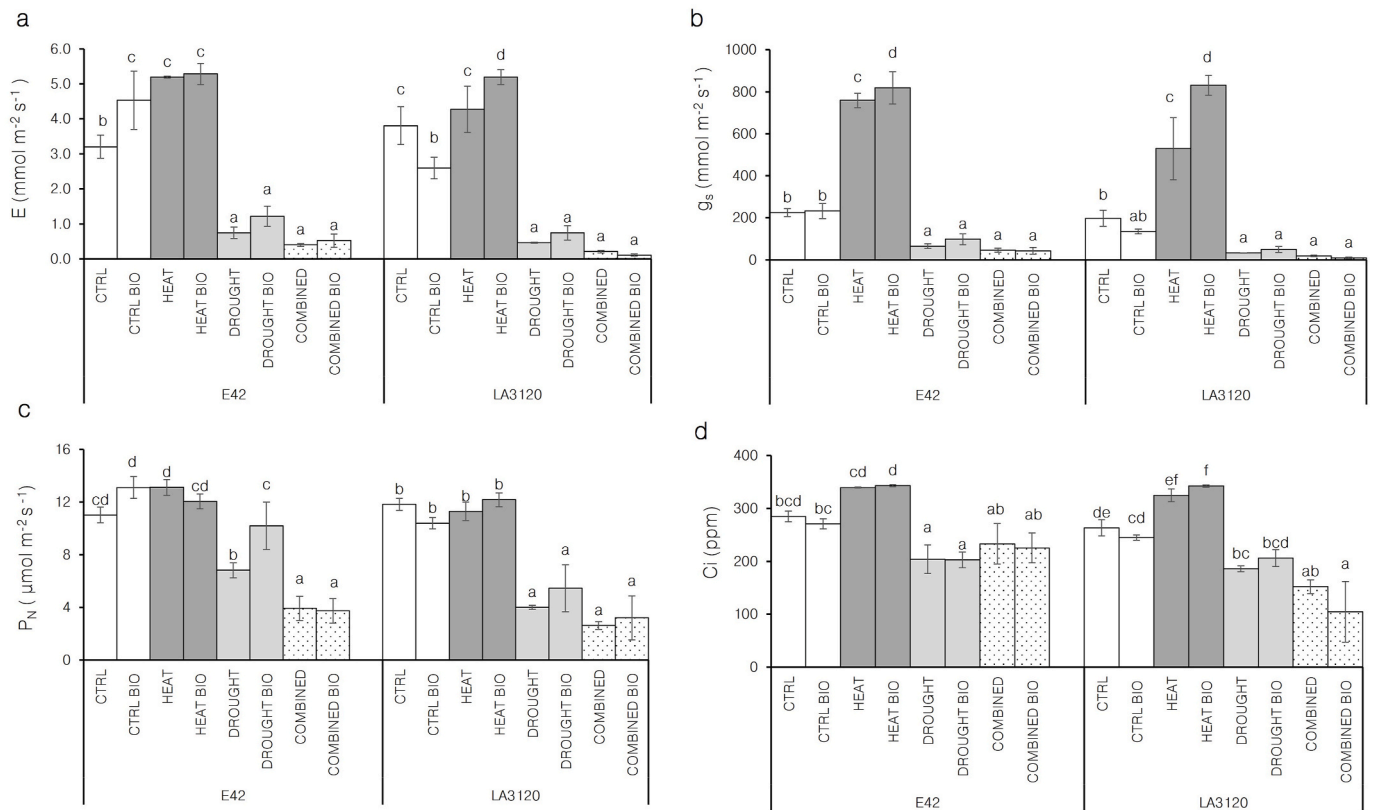 a
E (mmol m-2 s-1)
6.0
5.0
4.0
3.0
2.0
1.0
0.0
b c c c a a a a c b c d a a a a
CTRL
CTRL BIO
HEAT
HEAT BIO
DROUGHT
DROUGHT BIO
COMBINED
COMBINED BIO
CTRL
CTRL BIO
HEAT
HEAT BIO
DROUGHT
DROUGHT BIO
COMBINED
COMBINED BIO
E42 LA3120
b
gs (mmol m-2 s-1)
1000
800
600
400
200
0
b b c d a a a a b ab c d a a a a
CTRL
CTRL BIO
HEAT
HEAT BIO
DROUGHT
DROUGHT BIO
COMBINED
COMBINED BIO
CTRL
CTRL BIO
HEAT
HEAT BIO
DROUGHT
DROUGHT BIO
COMBINED
COMBINED BIO
E42 LA3120
c
PN ( µmol m-2 s-1)
16
12
8
4
0
cd d d cd b c a a b b b b a a a a
CTRL
CTRL BIO
HEAT
HEAT BIO
DROUGHT
DROUGHT BIO
COMBINED
COMBINED BIO
CTRL
CTRL BIO
HEAT
HEAT BIO
DROUGHT
DROUGHT BIO
COMBINED
COMBINED BIO
E42 LA3120
d
Ci (ppm)
400
300
200
100
0
bcd bc cd d a a ab ab de cd ef f bc bcd ab a
CTRL
CTRL BIO
HEAT
HEAT BIO
DROUGHT
DROUGHT BIO
COMBINED
COMBINED BIO
CTRL
CTRL BIO
HEAT
HEAT BIO
DROUGHT
DROUGHT BIO
COMBINED
COMBINED BIO
E42 LA3120